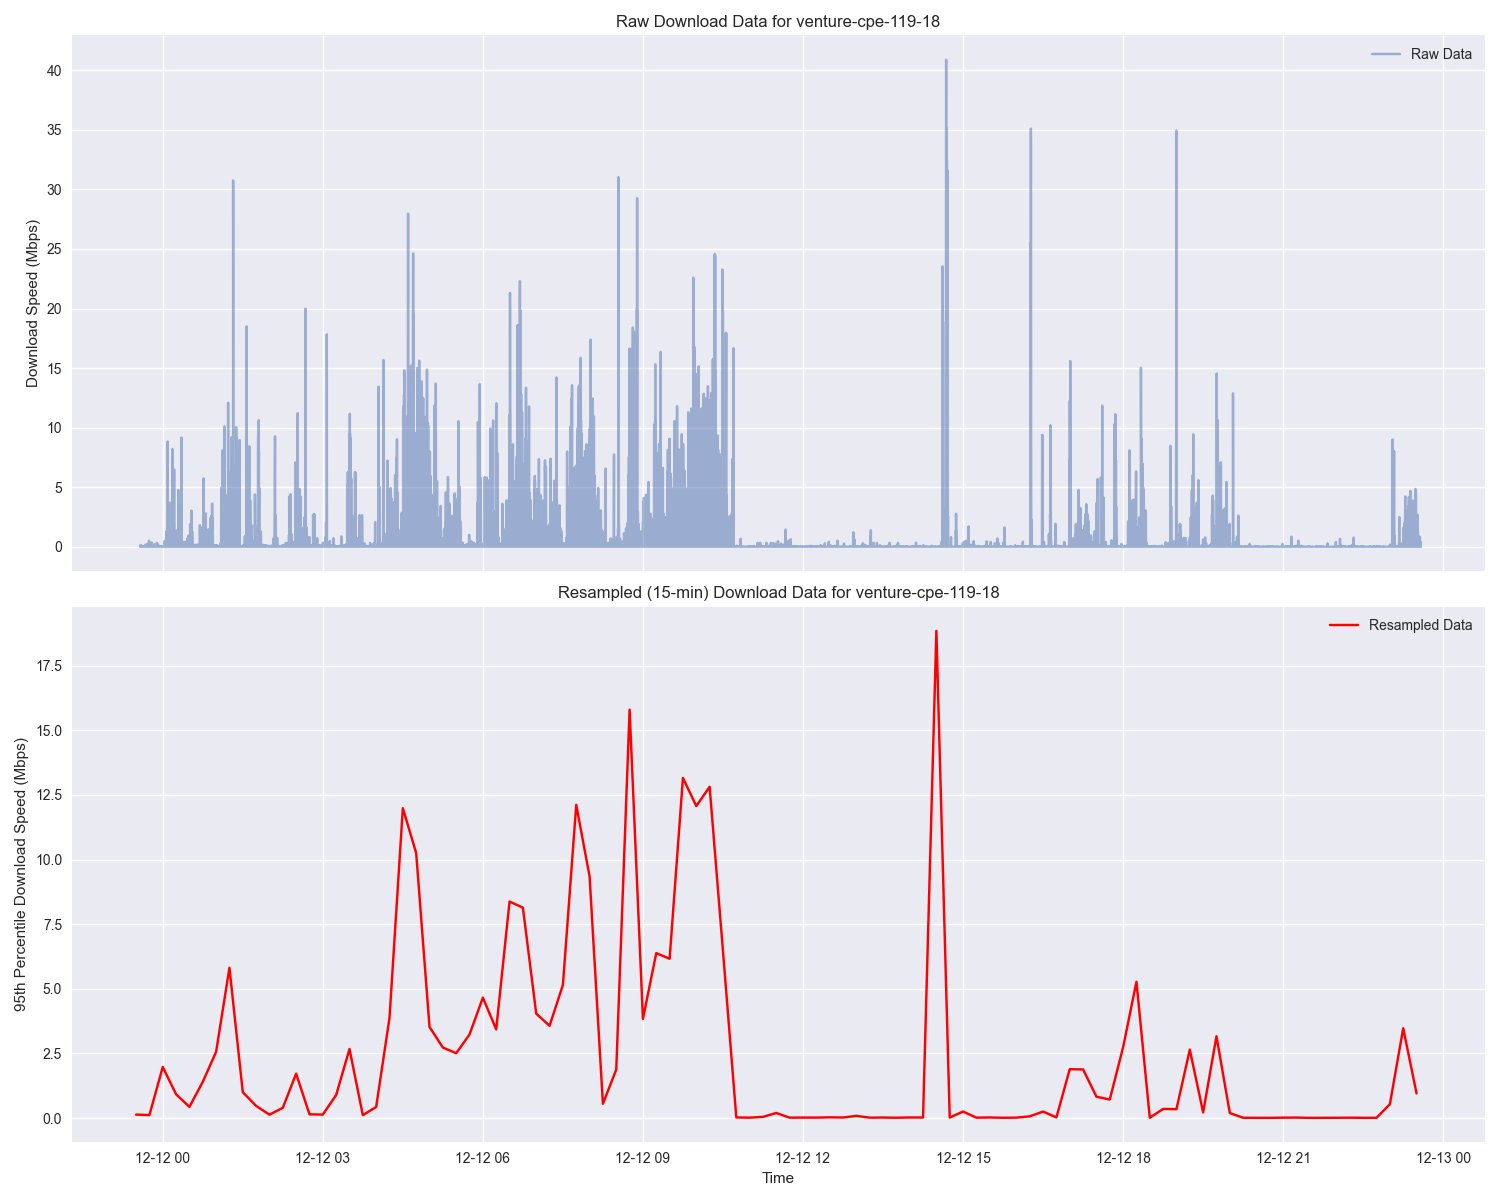 Raw Download Data for venture-cpe-119-18
Raw Data
Download Speed (Mbps)
40
35
30
25
20
15
10
5
0
Resampled (15-min) Download Data for venture-cpe-119-18
Resampled Data
95th Percentile Download Speed (Mbps)
17.5
15.0
12.5
10.0
7.5
5.0
2.5
0.0
12-12 00 12-12 03 12-12 06 12-12 09 12-12 12 12-12 15 12-12 18 12-12 21 12-13 00
Time